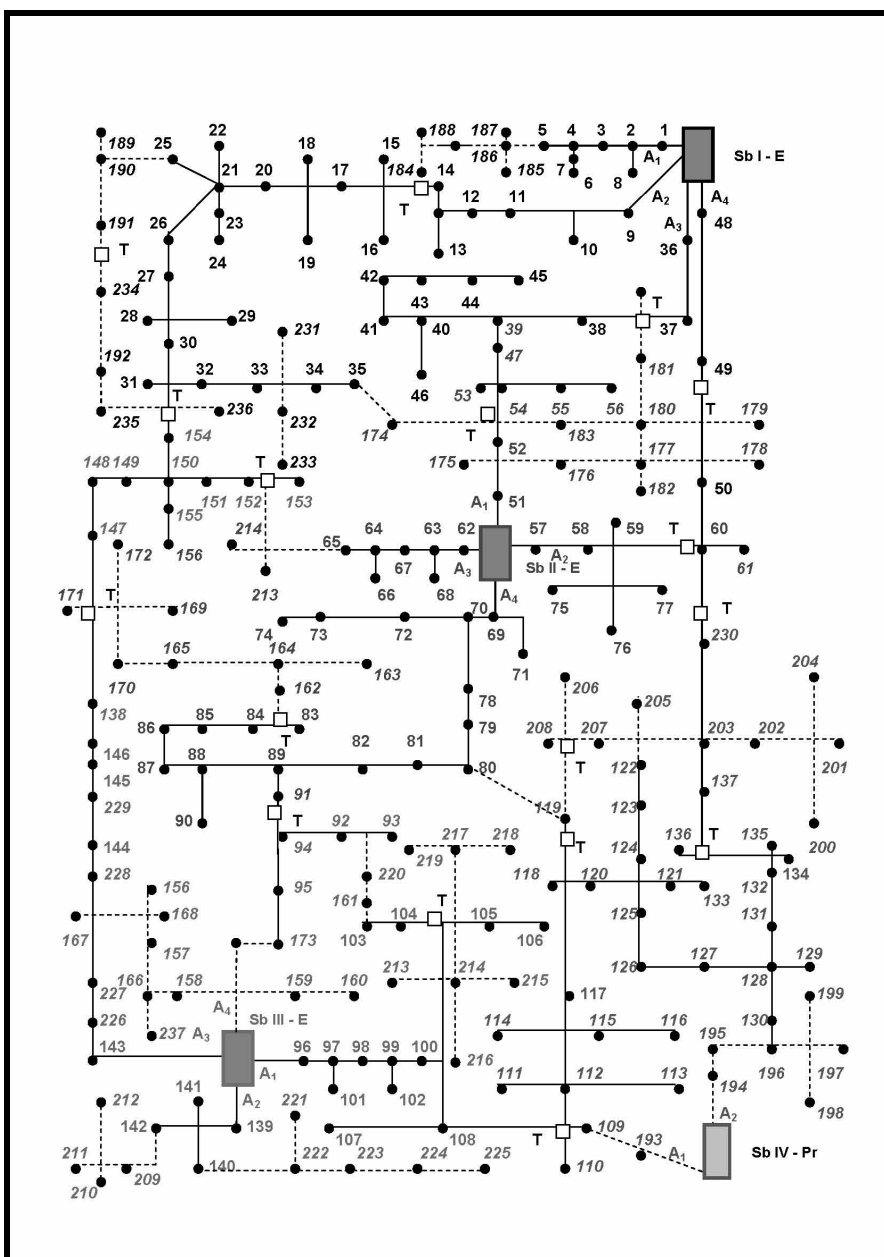 189 25 22 18 15 188 187 5 4 3 2 1
190 21 20 17 184 14 186 185 7 6 8 A1 Sb I - E
A2 A4
191 26 23 T 12 11 9 A3 48
T 24 19 16 13 10 36
27 42 43 44 45
234 28 29 231 41 40 39 38 T 37
192 30 47 181 49
31 32 33 34 35 46 53
235 T 236 232 174 T 54 55 56 180 T 179
154 183
233 52 177 178
148 149 150 T 175 176
151 152 153 182 50
155 A1 51
147 214 64 63 62 57 58 59 T 60
172 156 65 67 A3 Sb II - E A2 61
213 66 68
171 T 169 A4 75 77 T
74 73 72 70 69 76 230
165 164 71
170 163 204
162 78 206 205
138 86 85 84 83 79 208 207 203 202
T
146 87 88 89 82 81 80 T 122 201
145 91 137
229 90 92 93 119 123
T 217 218 T 124 136 T 135 200
144 94 219 134
228 95 220 118 120 121 132
156 161 T 133
168 104 105 125 131
167 157 173 103 106
126 127 128 129
166 158 159 160 213 214 215
227 A4 117 130 199
226 237 A3 Sb III - E 114 115 116 195
143 A1 96 97 98 99 100 216 196 197
141 A2 101 102 111 112 113 194 198
212 221 A2
142 139 107 108 T 109 193 A1 Sb IV - Pr
211 209 140 222 223 224 225 110
210